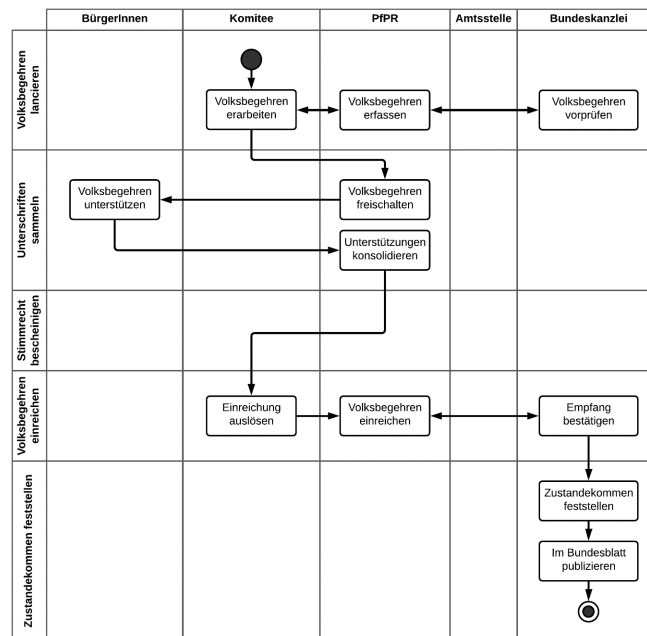 BürgerInnen
Komitee
PfPR
Amtsstelle
Bundeskanzlei
Volksbegehren
lancieren
Volksbegehren
erarbeiten
Volksbegehren
erfassen
Volksbegehren
vorprüfen
Unterschriften
sammeln
Volksbegehren
unterstützen
Volksbegehren
freischalten
Unterstützungen
konsolidieren
Stimmrecht
bescheinigen
Volksbegehren
einreichen
Einreichung
auslösen
Volksbegehren
einreichen
Empfang
bestätigen
Zustandekommen feststellen
Zustandekommen
feststellen
Im Bundesblatt
publizieren